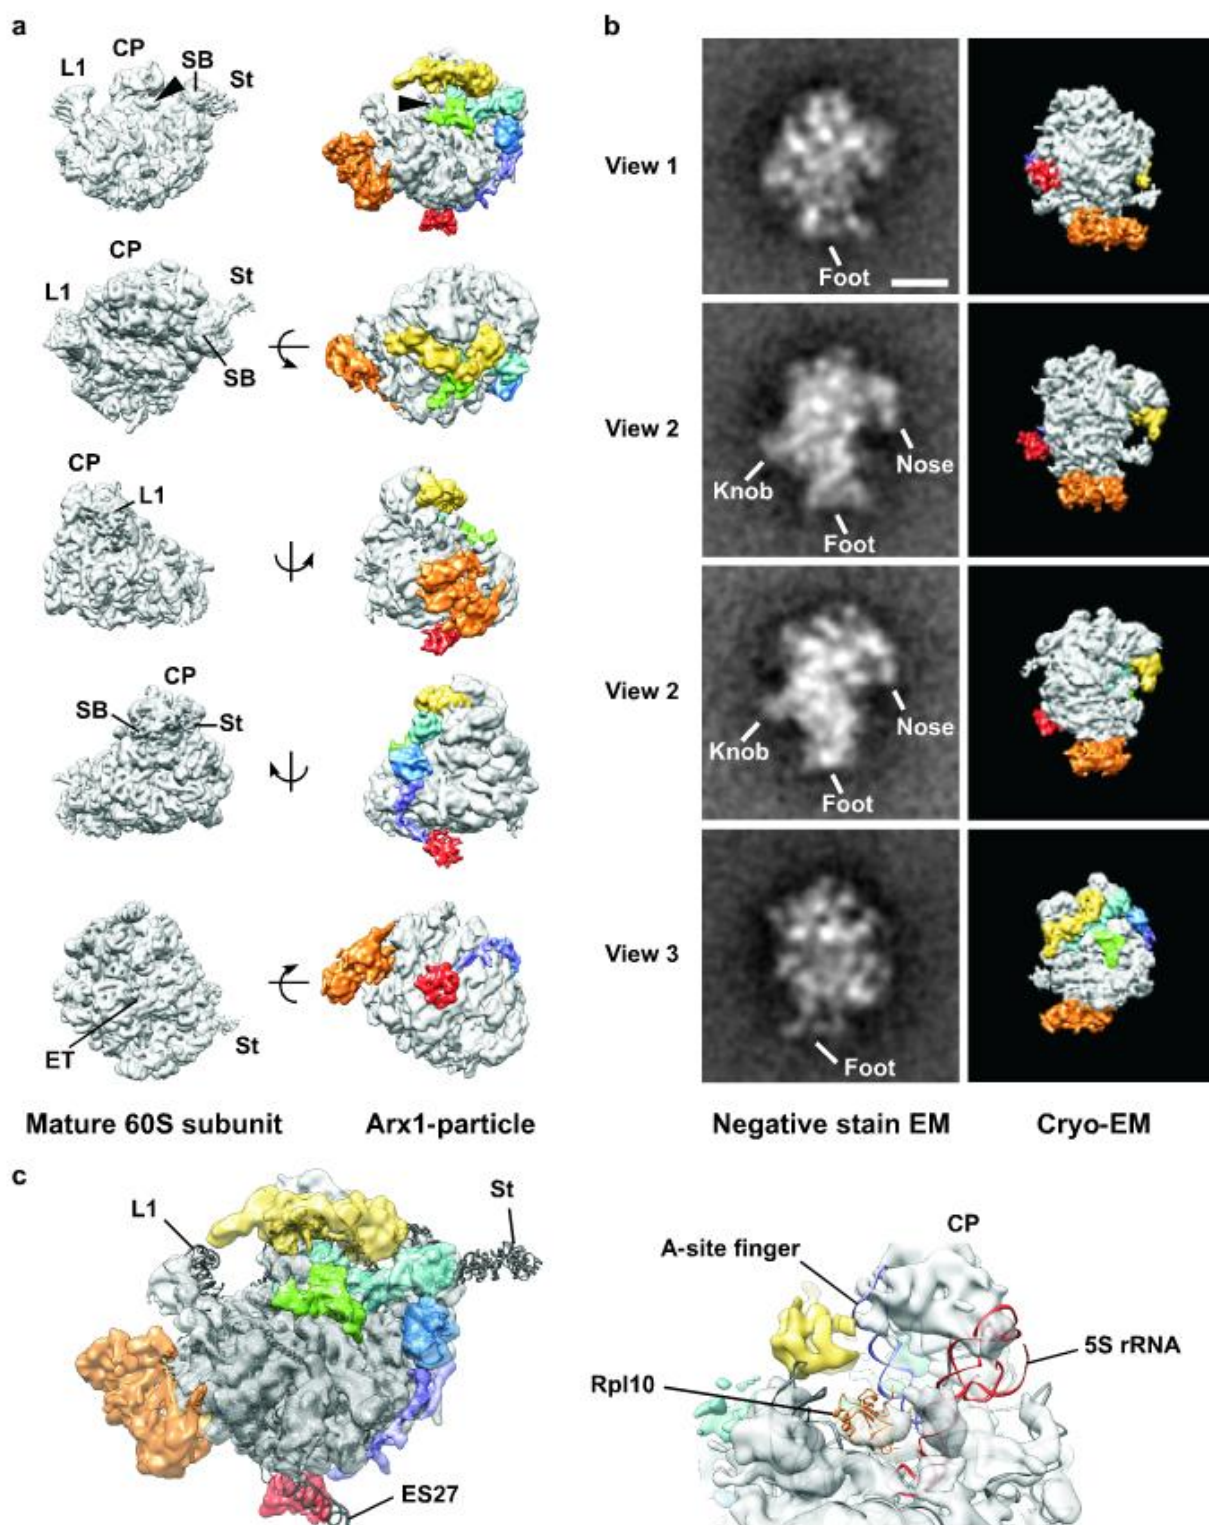 a
CP
SB
L1
St
CP
St
L1
SB
CP
L1
CP
SB
St
ET
St
Mature 60S subunit
Arx1-particle
b
View 1
Foot
View 2
Nose
Knob
Foot
View 2
Nose
Knob
Foot
View 3
Foot
Negative stain EM
Cryo-EM
c
L1
St
ES27
CP
A-site finger
5S rRNA
Rpl10